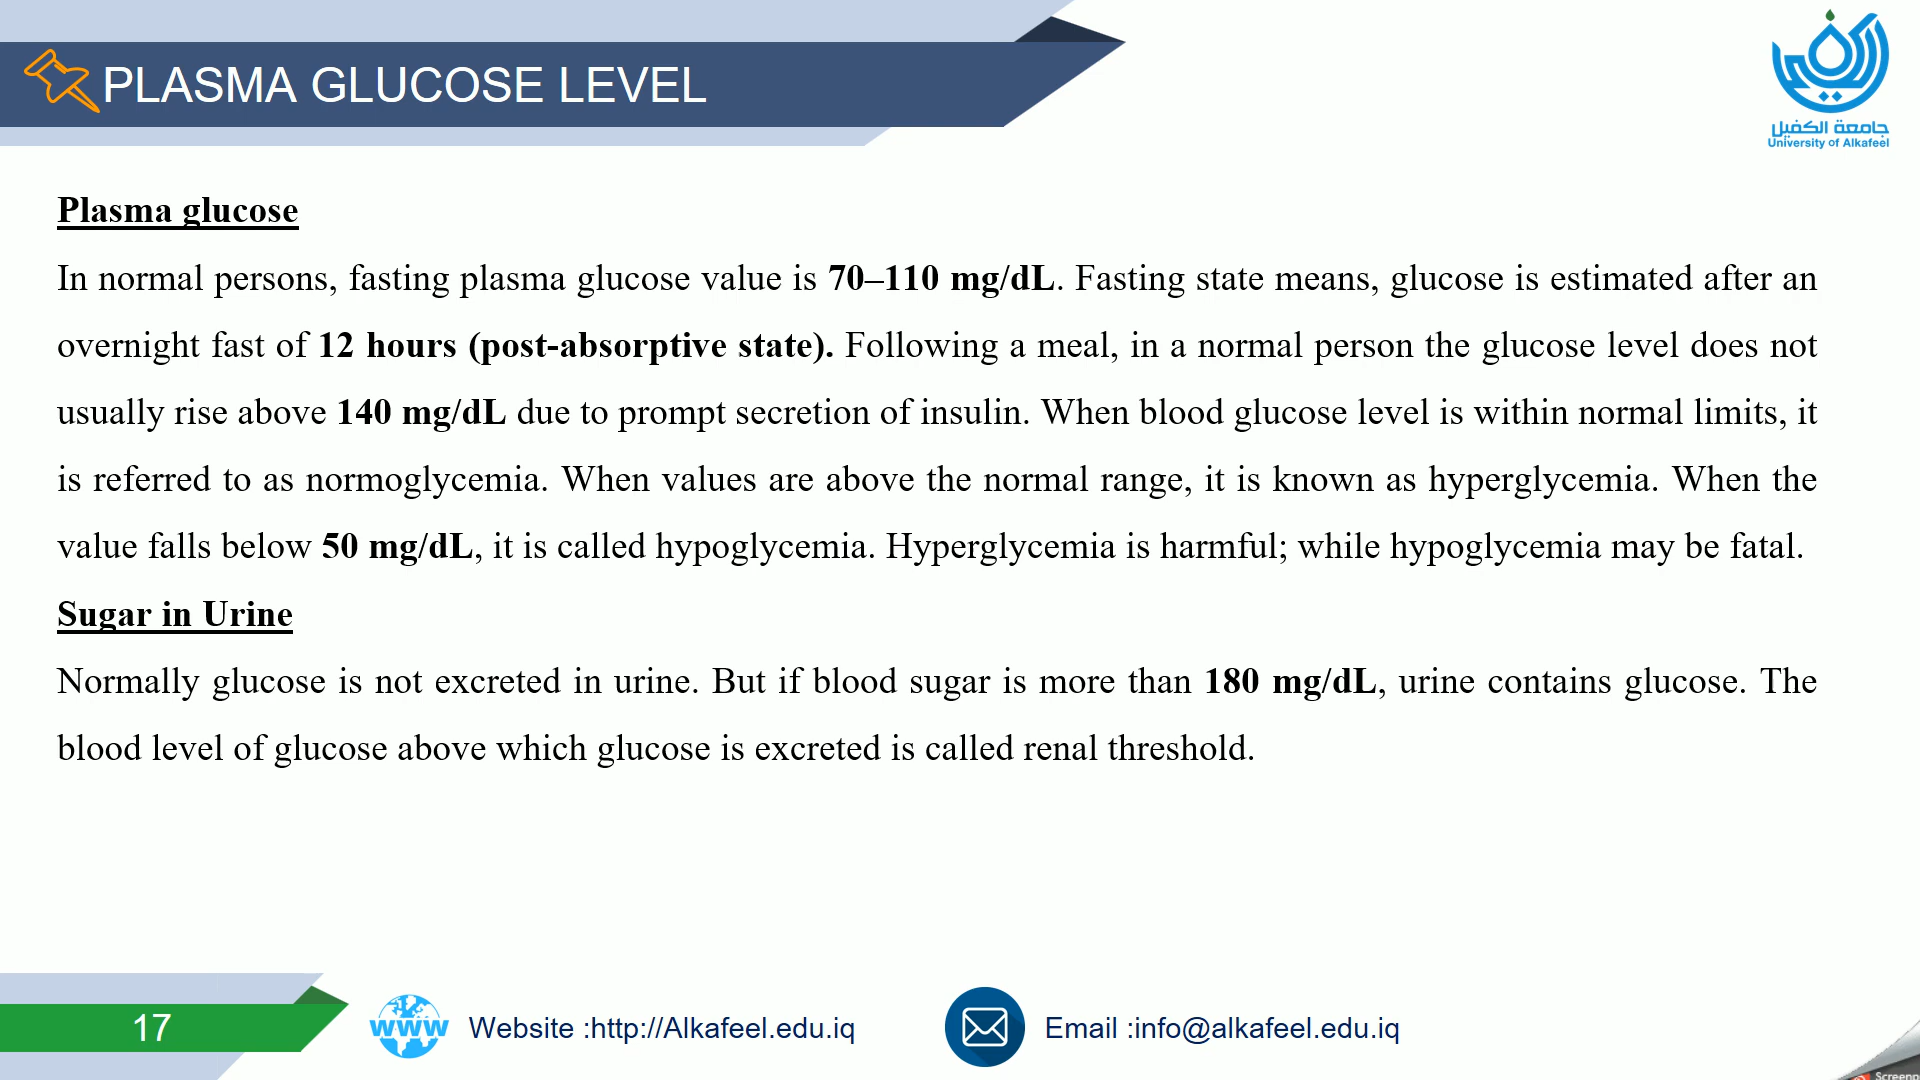 PLASMA GLUCOSE LEVEL
جامعة الكفيل
University of Alkafeel
Plasma glucose
In normal persons, fasting plasma glucose value is 70–110 mg/dL. Fasting state means, glucose is estimated after an
overnight fast of 12 hours (post-absorptive state). Following a meal, in a normal person the glucose level does not
usually rise above 140 mg/dL due to prompt secretion of insulin. When blood glucose level is within normal limits, it
is referred to as normoglycemia. When values are above the normal range, it is known as hyperglycemia. When the
value falls below 50 mg/dL, it is called hypoglycemia. Hyperglycemia is harmful; while hypoglycemia may be fatal.
Sugar in Urine
Normally glucose is not excreted in urine. But if blood sugar is more than 180 mg/dL, urine contains glucose. The
blood level of glucose above which glucose is excreted is called renal threshold.
17
WWW
Website :http://Alkafeel.edu.iq
Email :info@alkafeel.edu.iq